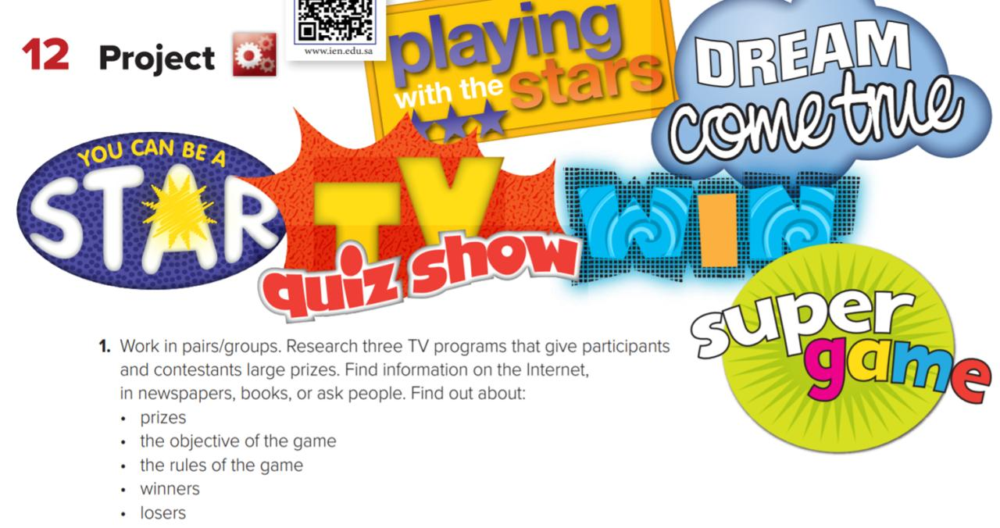 12 Project
www.ien.edu.sa
playing
with the stars
DREAM
come true
YOU CAN BE A
STAR
TV
quiz show
WIN
super
game
1. Work in pairs/groups. Research three TV programs that give participants
and contestants large prizes. Find information on the Internet,
in newspapers, books, or ask people. Find out about:
• prizes
• the objective of the game
• the rules of the game
• winners
• losers